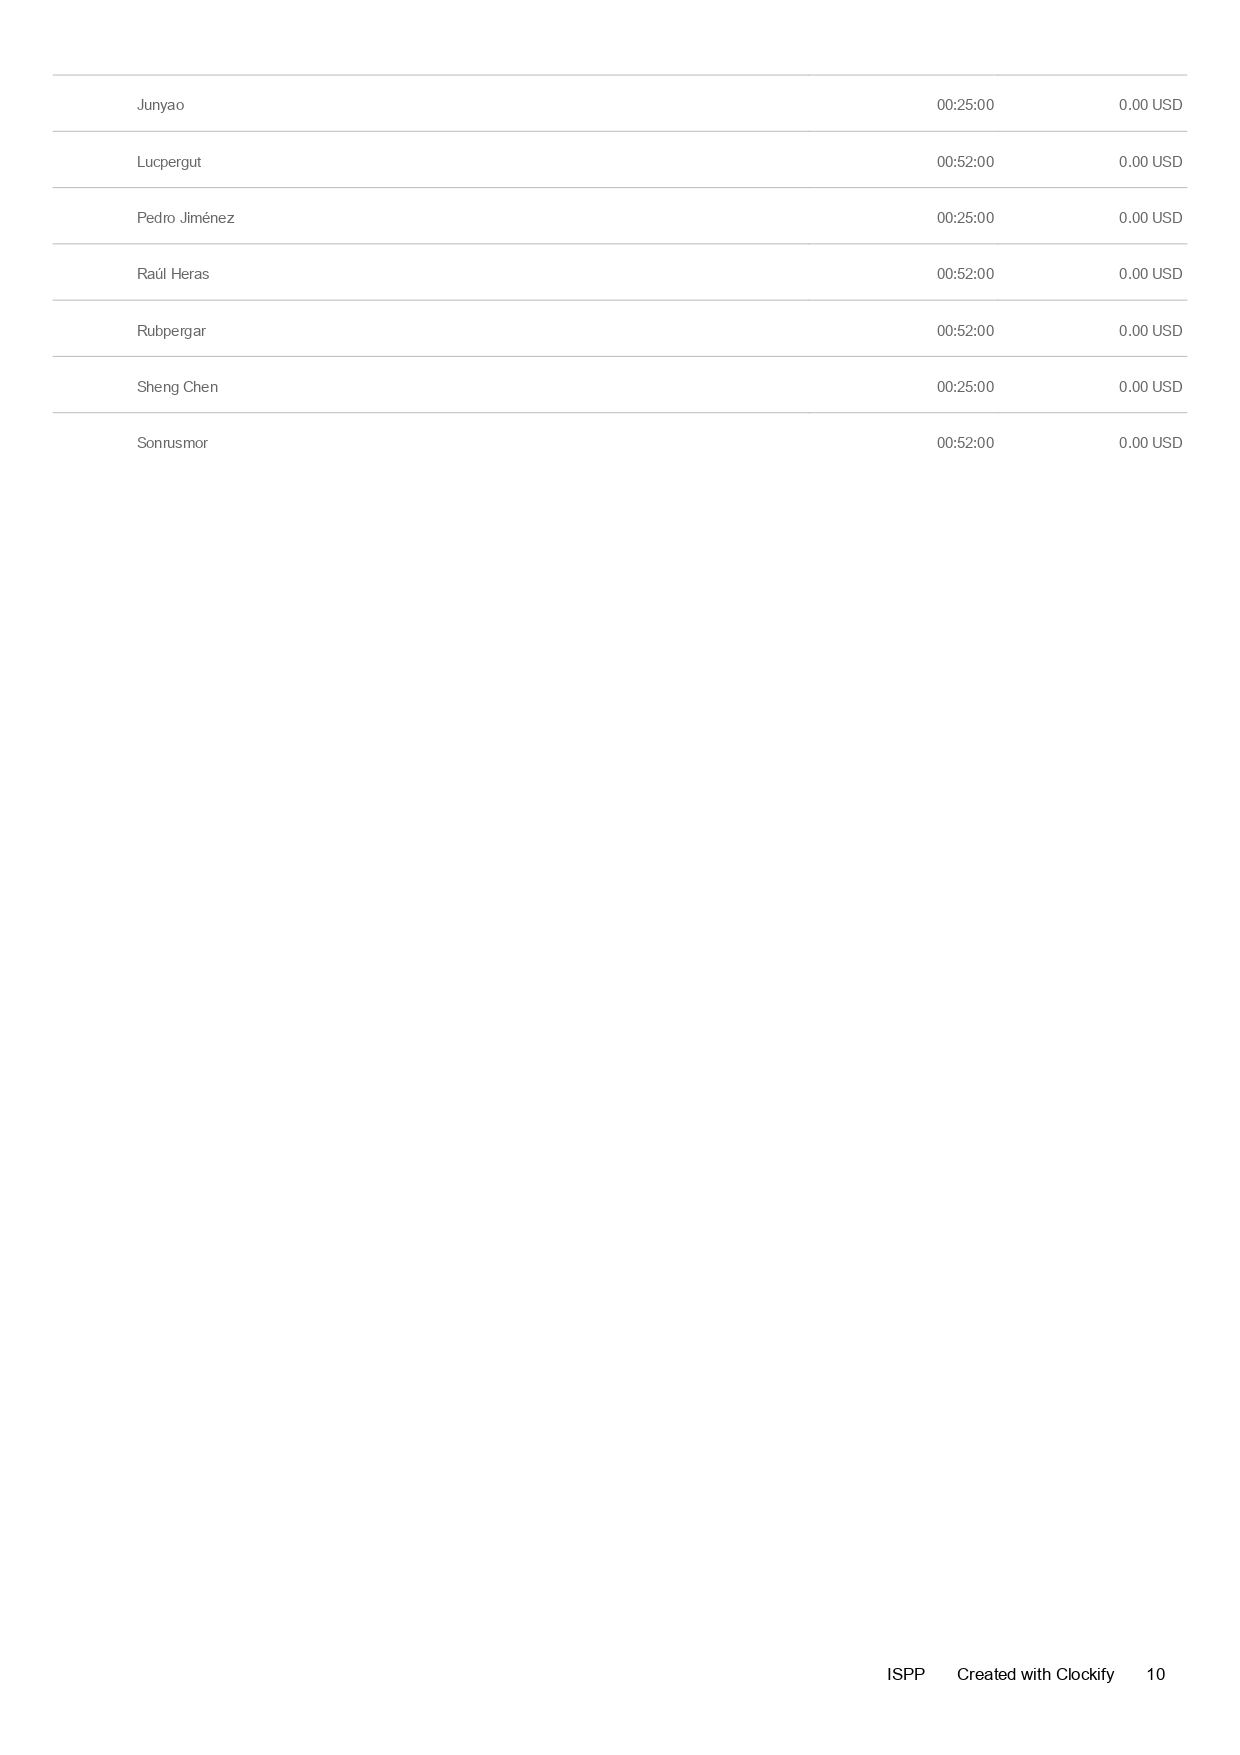 Junyao 00:25:00 0.00 USD
Lucpergut 00:52:00 0.00 USD
Pedro Jiménez 00:25:00 0.00 USD
Raúl Heras 00:52:00 0.00 USD
Rubpergar 00:52:00 0.00 USD
Sheng Chen 00:25:00 0.00 USD
Sonrusmor 00:52:00 0.00 USD
ISPP Created with Clockify 10